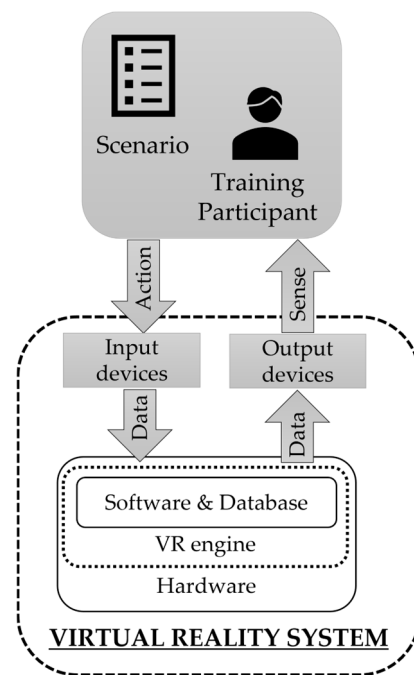 Scenario
Training
Participant
Action
Sense
Input
devices
Output
devices
Data
Data
Software & Database
VR engine
Hardware
VIRTUAL REALITY SYSTEM